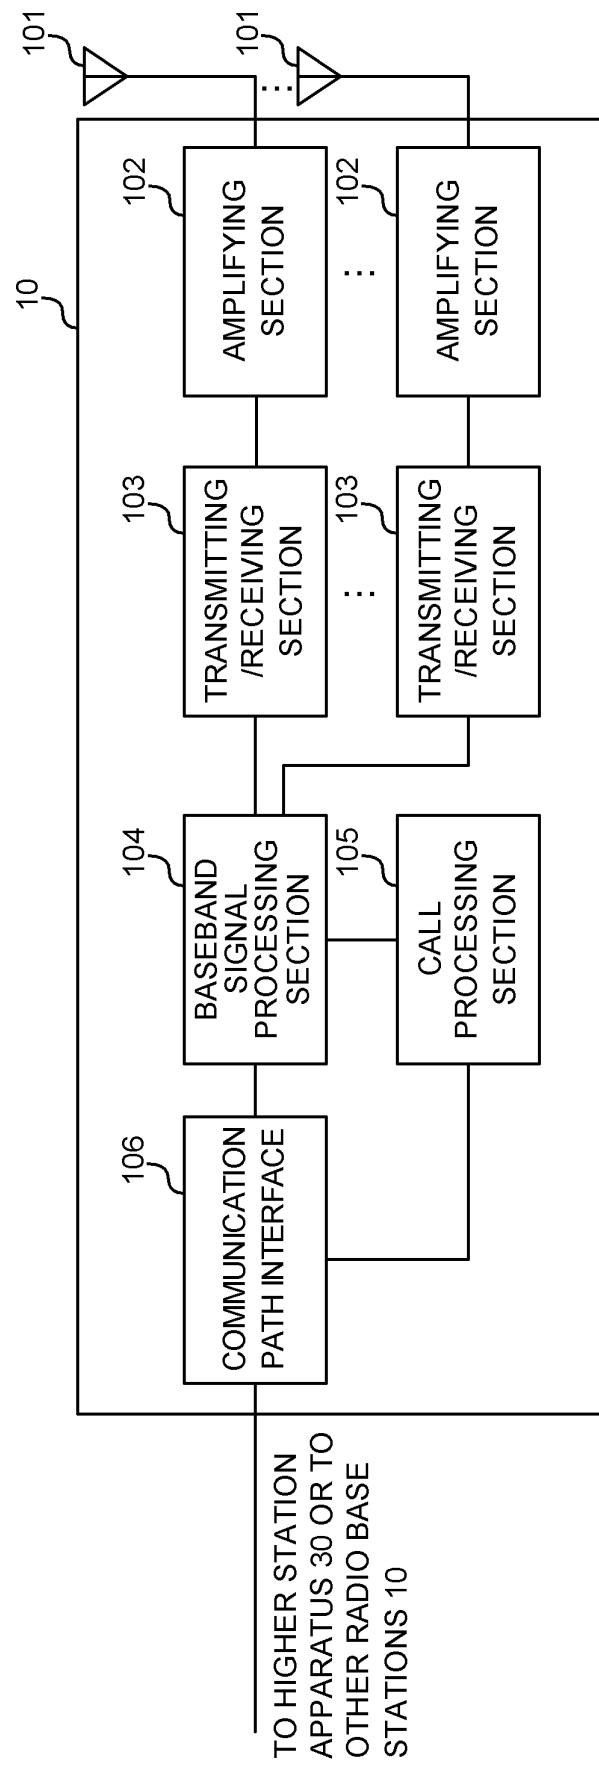 10
101
101
...
102
AMPLIFYING
SECTION
...
102
AMPLIFYING
SECTION
103
TRANSMITTING
/RECEIVING
SECTION
...
103
TRANSMITTING
/RECEIVING
SECTION
104
BASEBAND
SIGNAL
PROCESSING
SECTION
105
CALL
PROCESSING
SECTION
106
COMMUNICATION
PATH INTERFACE
TO HIGHER STATION
APPARATUS 30 OR TO
OTHER RADIO BASE
STATIONS 10